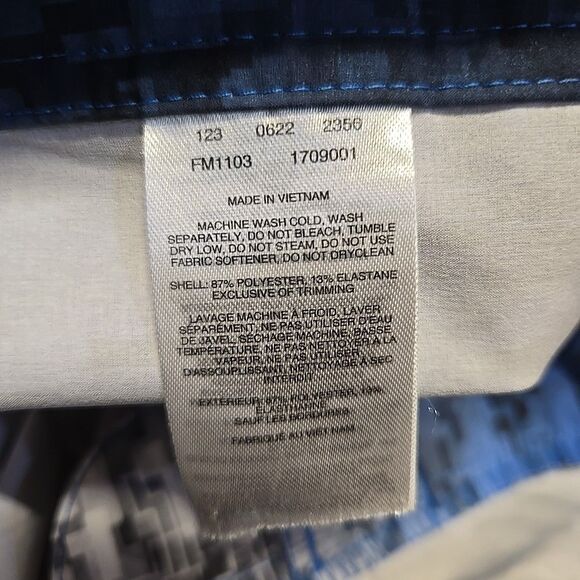 123 0622 2356
FM1103 1709001
MADE IN VIETNAM
MACHINE WASH COLD, WASH
SEPARATELY, DO NOT BLEACH, TUMBLE
DRY LOW, DO NOT STEAM, DO NOT USE
FABRIC SOFTENER, DO NOT DRYCLEAN
SHELL: 87% POLYESTER, 13% ELASTANE
EXCLUSIVE OF TRIMMING
LAVAGE MACHINE À FROID, LAVER
SÉPARÉMENT, NE PAS UTILISER D'EAU
DE JAVEL, SÉCHAGE MACHINE: BASSE
TEMPÉRATURE, NE PAS REPASSER À LA
VAPEUR, NE PAS UTILISER
D'ASSOUPLISSANT, NETTOYAGE À SEC
INTERDIT
EXTÉRIEUR: 87% POLYESTER, 13%
ÉLASTHANNE
SAUF LES BORDURES
FABRIQUÉ AU VIETNAM